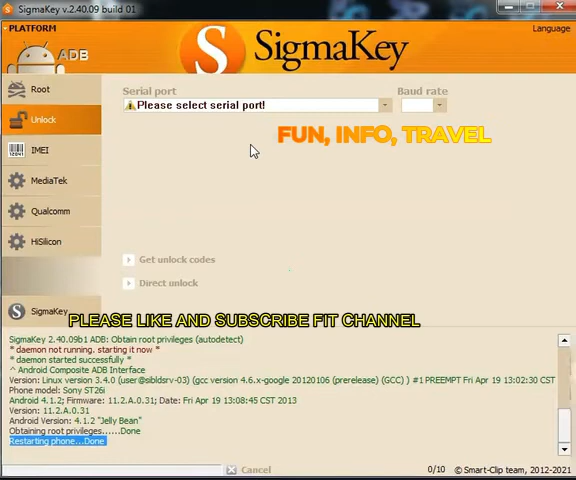 SigmaKey v.2.40.09 build 01
PLATFORM
Language
ADB
S
SigmaKey
Root
Unlock
IMEI
MediaTek
Qualcomm
HiSilicon
SigmaKey
Serial port
Baud rate
Please select serial port!
FUN, INFO, TRAVEL
Get unlock codes
Direct unlock
PLEASE LIKE AND SUBSCRIBE FIT CHANNEL
SigmaKey 2.40.09b1 ADB: Obtain root privileges (autodetect)
* daemon not running. starting it now *
* daemon started successfully *
^ Android Composite ADB Interface
Version: Linux version 3.4.0 (user@sibldsrv-03) (gcc version 4.6.x-google 20120106 (prerelease) (GCC) ) #1 PREEMPT Fri Apr 19 13:02:30 CST
Phone model: Sony ST26i
Android 4.1.2; Firmware: 11.2.A.0.31; Date: Fri Apr 19 13:08:45 CST 2013
Version: 11.2.A.0.31
Android Version: 4.1.2 "Jelly Bean"
Obtaining root privileges......Done
Restarting phone...Done
Cancel
0/10
© Smart-Clip team, 2012-2021